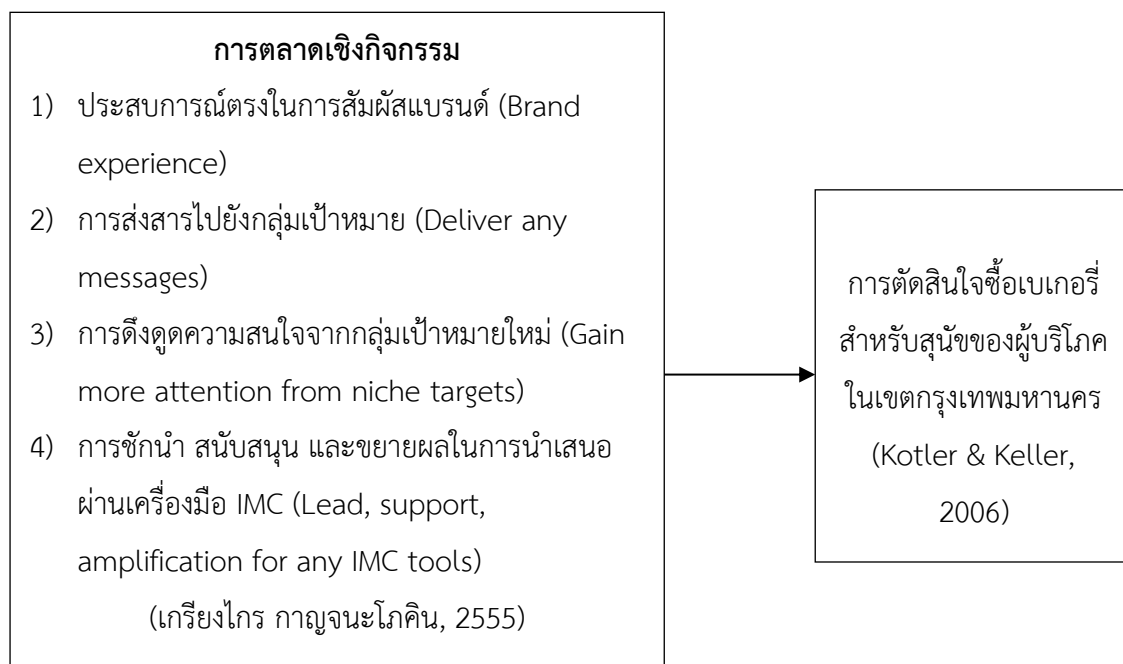 การตลาดเชิงกิจกรรม
1) ประสบการณ์ตรงในการสัมผัสแบรนด์ (Brand
experience)
2) การส่งสารไปยังกลุ่มเป้าหมาย (Deliver any
messages)
3) การดึงดูดความสนใจจากกลุ่มเป้าหมายใหม่ (Gain
more attention from niche targets)
4) การชักนำ สนับสนุน และขยายผลในการนำเสนอ
ผ่านเครื่องมือ IMC (Lead, support,
amplification for any IMC tools)
(เกรียงไกร กาญจนะโภคิน, 2555)
การตัดสินใจซื้อเบเกอรี่
สำหรับสุนัขของผู้บริโภค
ในเขตกรุงเทพมหานคร
(Kotler & Keller,
2006)